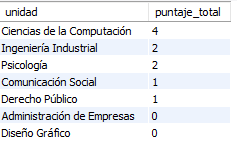 unidad puntaje_total
Ciencias de la Computación 4
Ingeniería Industrial 2
Psicología 2
Comunicación Social 1
Derecho Público 1
Administración de Empresas 0
Diseño Gráfico 0